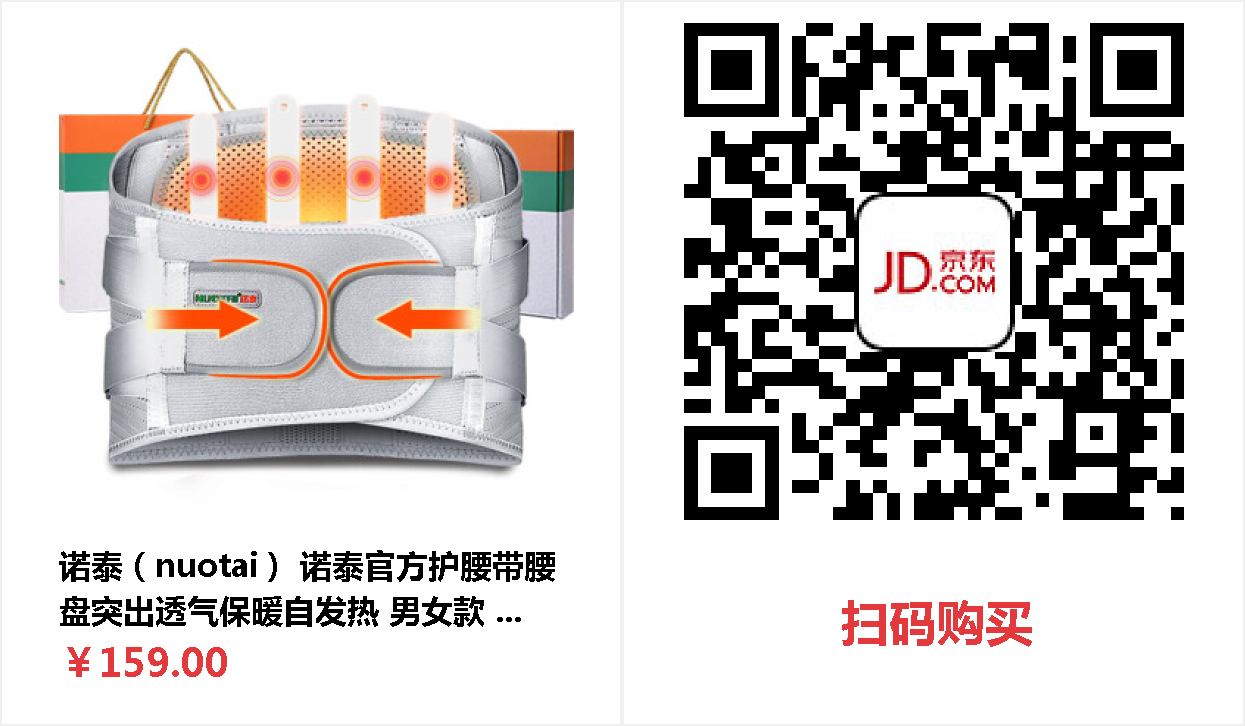 诺泰（nuotai） 诺泰官方护腰带腰
盘突出透气保暖自发热 男女款 ...
￥159.00
JD.京东
.COM
扫码购买